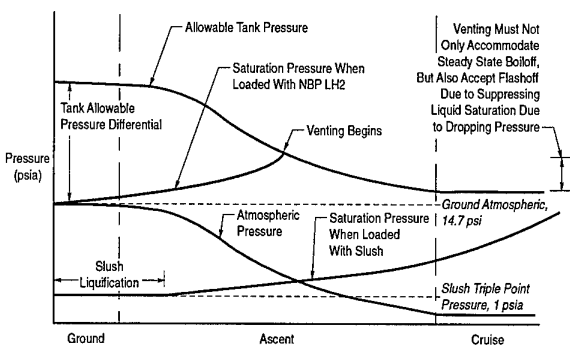 Allowable Tank Pressure
Venting Must Not
Only Accommodate
Steady State Boiloff,
But Also Accept Flashoff
Due to Suppressing
Liquid Saturation Due
to Dropping Pressure
Saturation Pressure When
Loaded With NBP LH2
Tank Allowable
Pressure Differential
Venting Begins
Pressure
(psia)
Ground Atmospheric,
14.7 psi
Atmospheric
Pressure
Saturation Pressure
When Loaded
With Slush
Slush
Liquification
Slush Triple Point
Pressure, 1 psia
Ground
Ascent
Cruise